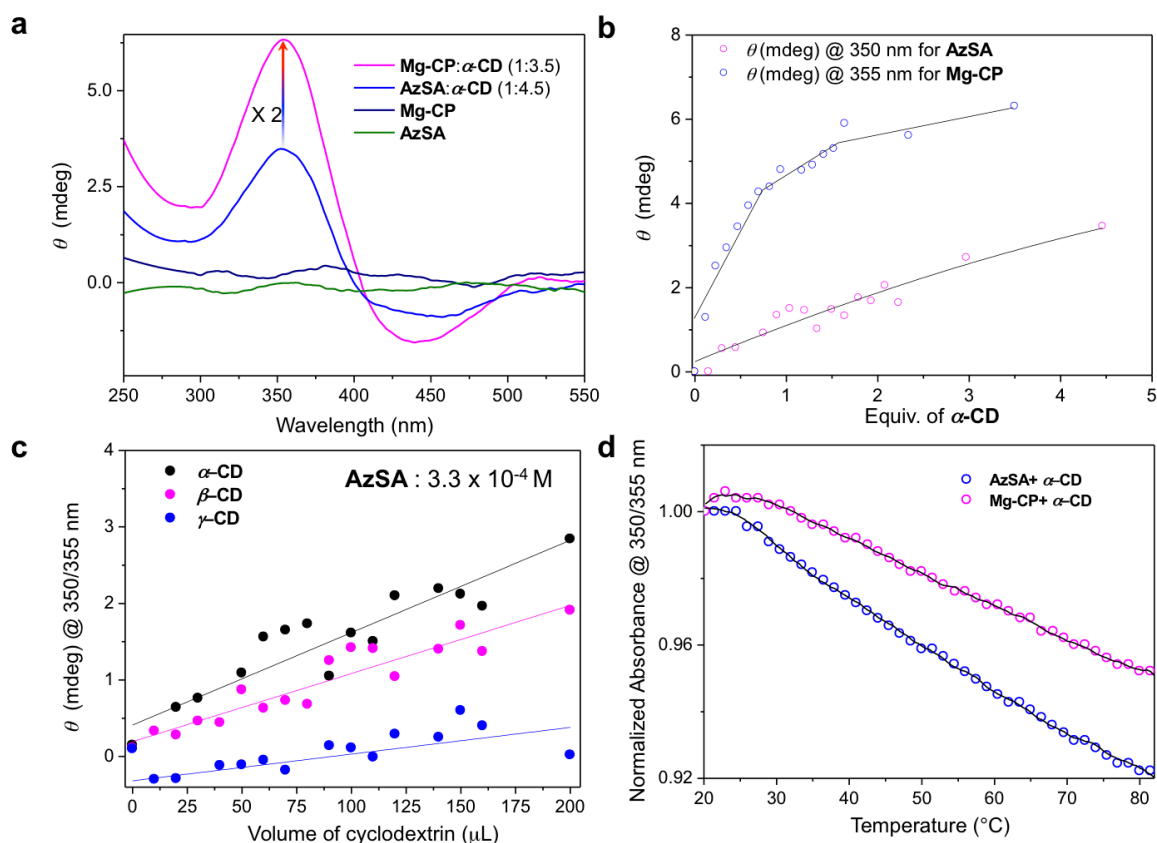 a
θ (mdeg)
5.0
2.5
0.0
X 2
Mg-CP:α-CD (1:3.5)
AzSA:α-CD (1:4.5)
Mg-CP
AzSA
250 300 350 400 450 500 550
Wavelength (nm)
b
θ (mdeg)
8
6
4
2
0
θ (mdeg) @ 350 nm for AzSA
θ (mdeg) @ 355 nm for Mg-CP
0 1 2 3 4 5
Equiv. of α-CD
c
θ (mdeg) @ 350/355 nm
4
3
2
1
0
α–CD
β–CD
γ–CD
AzSA : 3.3 x 10⁻⁴ M
0 25 50 75 100 125 150 175 200
Volume of cyclodextrin (μL)
d
Normalized Absorbance @ 350/355 nm
1.00
0.96
0.92
AzSA+ α–CD
Mg-CP+ α–CD
20 30 40 50 60 70 80
Temperature (°C)